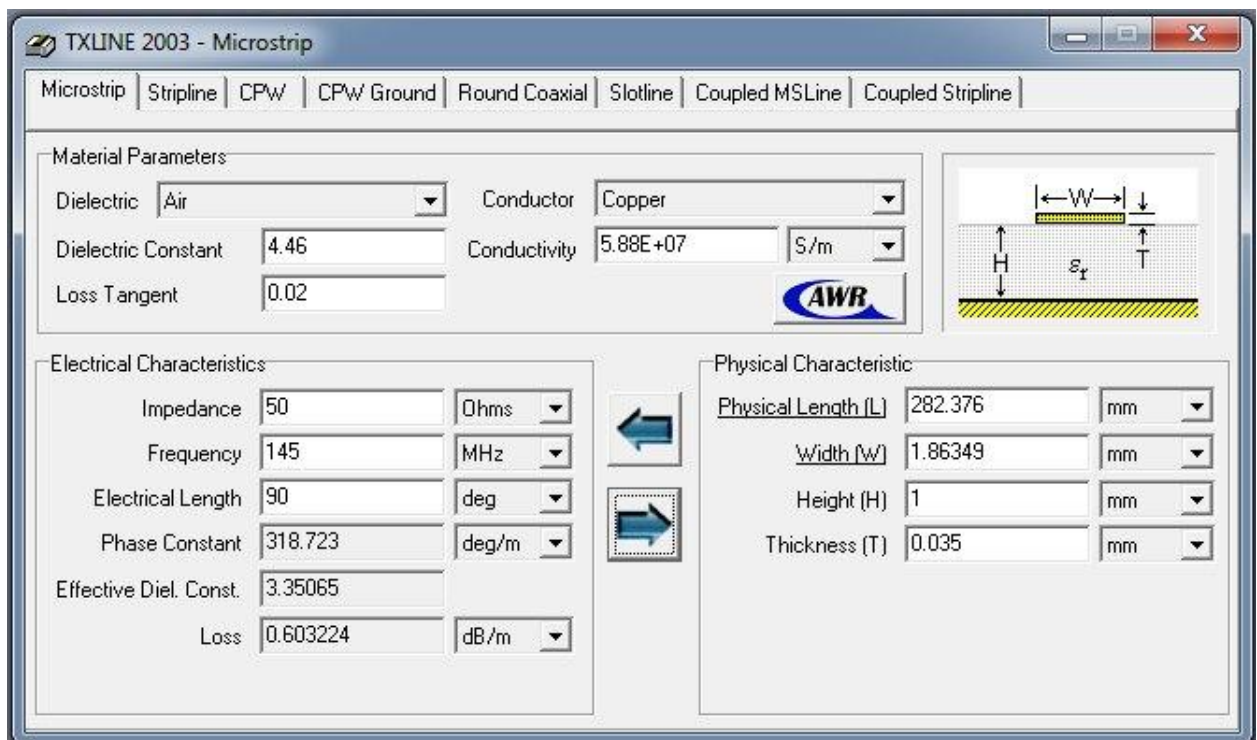 TXLINE 2003 - Microstrip
Microstrip Stripline CPW CPW Ground Round Coaxial Slotline Coupled MSLine Coupled Stripline
Material Parameters
Dielectric Air Conductor Copper
Dielectric Constant 4.46 Conductivity 5.88E+07 S/m
Loss Tangent 0.02
AWR
W
H
εr
T
Electrical Characteristics
Impedance 50 Ohms
Frequency 145 MHz
Electrical Length 90 deg
Phase Constant 318.723 deg/m
Effective Diel. Const. 3.35065
Loss 0.603224 dB/m
Physical Characteristic
Physical Length (L) 282.376 mm
Width (W) 1.86349 mm
Height (H) 1 mm
Thickness (T) 0.035 mm